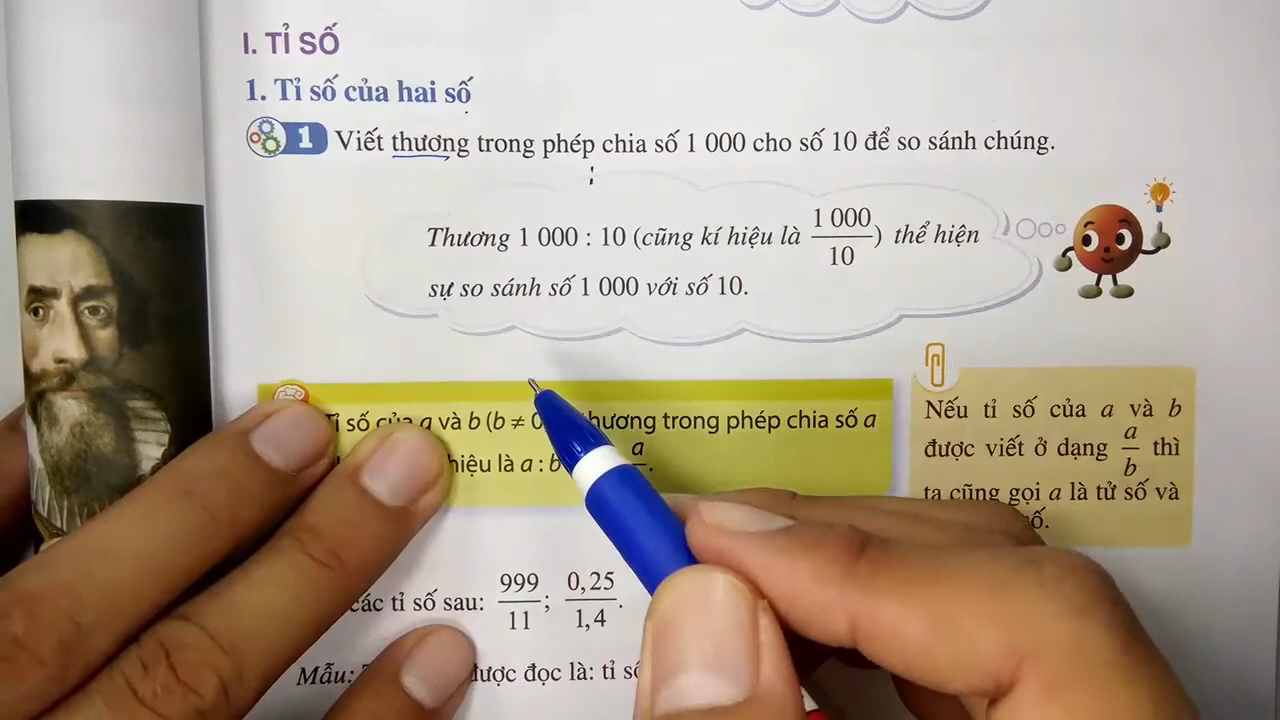 I. TỈ SỐ
1. Tỉ số của hai số
1 Viết thương trong phép chia số 1 000 cho số 10 để so sánh chúng.
Thương 1 000 : 10 (cũng kí hiệu là 1 000/10) thể hiện
sự so sánh số 1 000 với số 10.
Tỉ số của a và b (b ≠ 0 thương trong phép chia số a
hiệu là a : b a/.
Nếu tỉ số của a và b
được viết ở dạng a/b thì
ta cũng gọi a là tử số và
số.
các tỉ số sau: 999/11; 0,25/1,4.
Mẫu: được đọc là: tỉ số